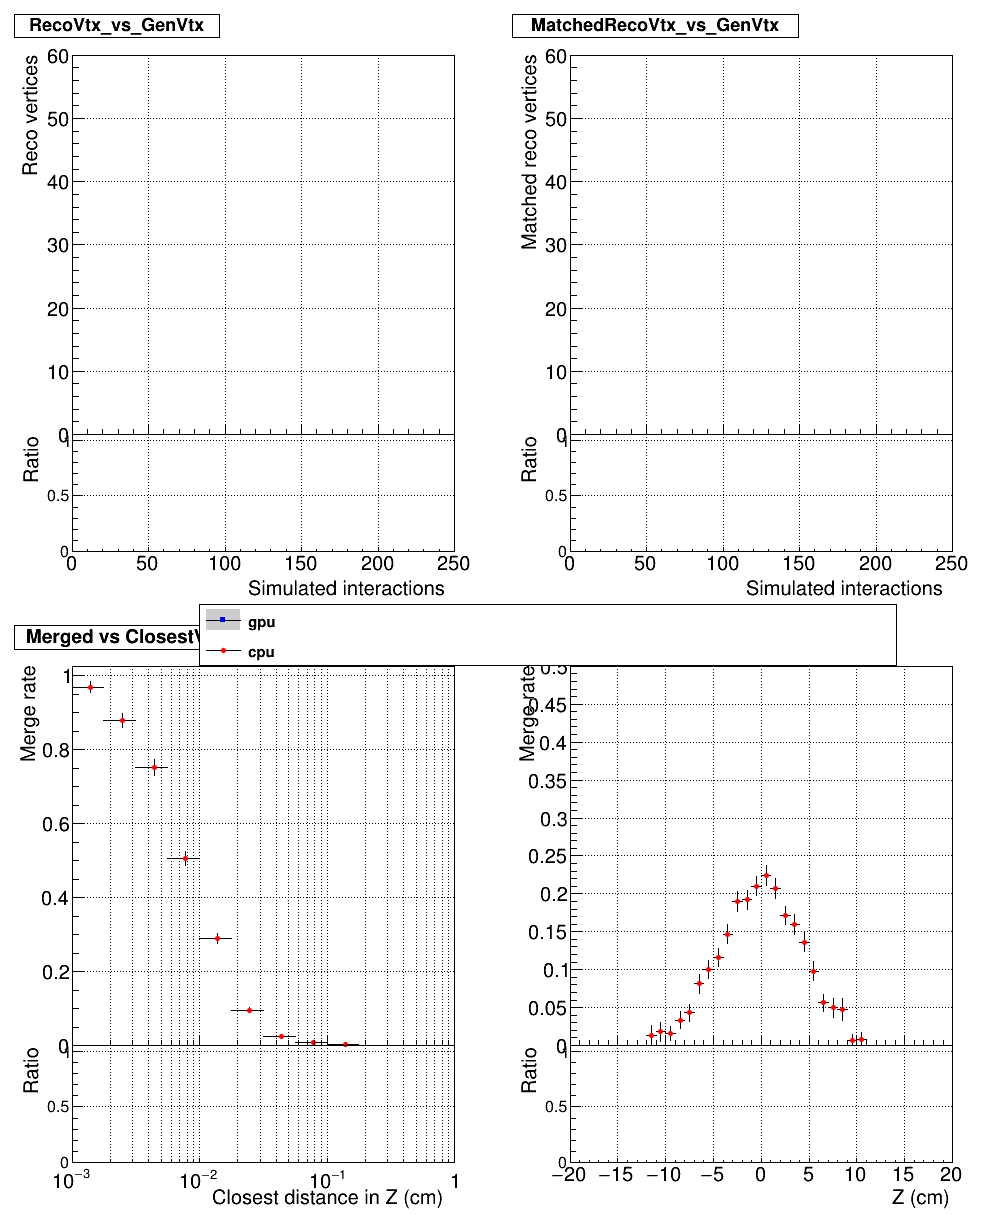 RecoVtx_vs_GenVtx
Reco vertices
60
50
40
30
20
10
0
Ratio
1
0.5
0
0 50 100 150 200 250
Simulated interactions
MatchedRecoVtx_vs_GenVtx
Matched reco vertices
60
50
40
30
20
10
0
Ratio
1
0.5
0
0 50 100 150 200 250
Simulated interactions
gpu
cpu
Merged vs Closest
Merge rate
1
0.8
0.6
0.4
0.2
0
Ratio
1
0.5
0
10⁻³ 10⁻² 10⁻¹ 1
Closest distance in Z (cm)
Merge rate
0.5
0.45
0.4
0.35
0.3
0.25
0.2
0.15
0.1
0.05
0
Ratio
1
0.5
0
−20 −15 −10 −5 0 5 10 15 20
Z (cm)